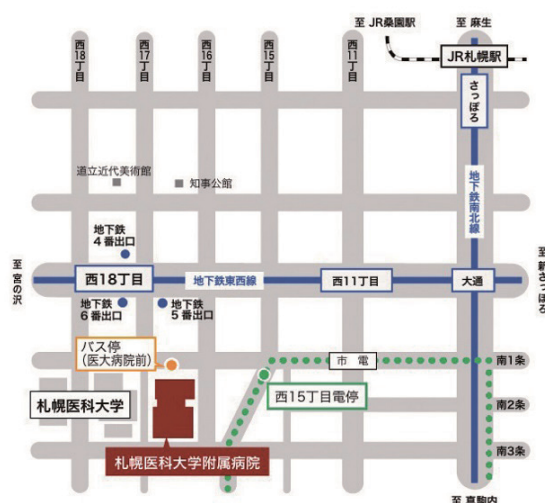 至 JR桑園駅
至 麻生
JR札幌駅
西18丁目
西17丁目
西16丁目
西15丁目
西11丁目
さっぽろ
道立近代美術館
知事公館
地下鉄南北線
地下鉄
4番出口
至 宮の沢
西18丁目
地下鉄東西線
西11丁目
大通
至 新さっぽろ
地下鉄
6番出口
地下鉄
5番出口
バス停
(医大病院前)
市 電
南1条
札幌医科大学
西15丁目電停
南2条
札幌医科大学附属病院
南3条
至 真駒内